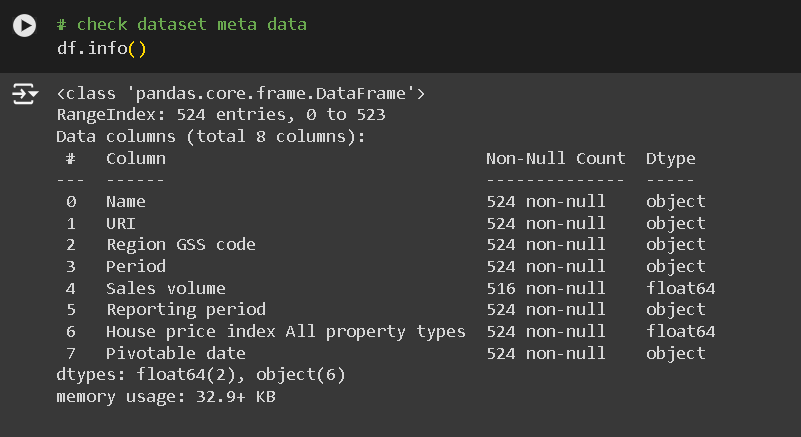 # check dataset meta data
df.info()
<class 'pandas.core.frame.DataFrame'>
RangeIndex: 524 entries, 0 to 523
Data columns (total 8 columns):
 #   Column                                Non-Null Count  Dtype
---  ------                                --------------  -----
 0   Name                                  524 non-null    object
 1   URI                                   524 non-null    object
 2   Region GSS code                       524 non-null    object
 3   Period                                524 non-null    object
 4   Sales volume                          516 non-null    float64
 5   Reporting period                      524 non-null    object
 6   House price index All property types  524 non-null    float64
 7   Pivotable date                        524 non-null    object
dtypes: float64(2), object(6)
memory usage: 32.9+ KB